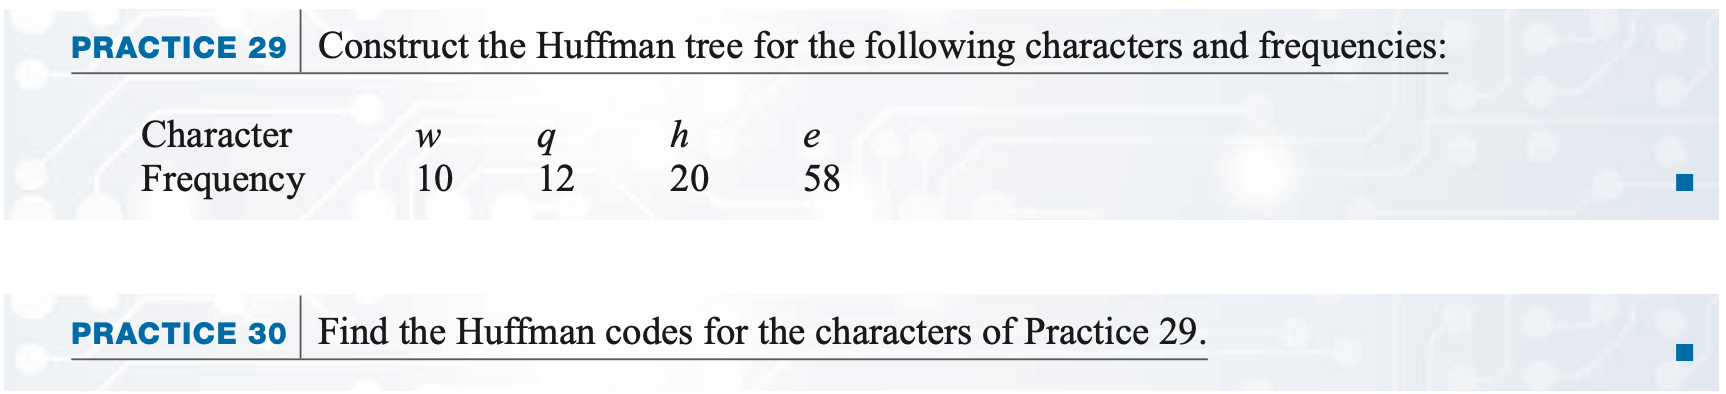 PRACTICE 29 Construct the Huffman tree for the following characters and frequencies:
Character w q h e
Frequency 10 12 20 58
PRACTICE 30 Find the Huffman codes for the characters of Practice 29.